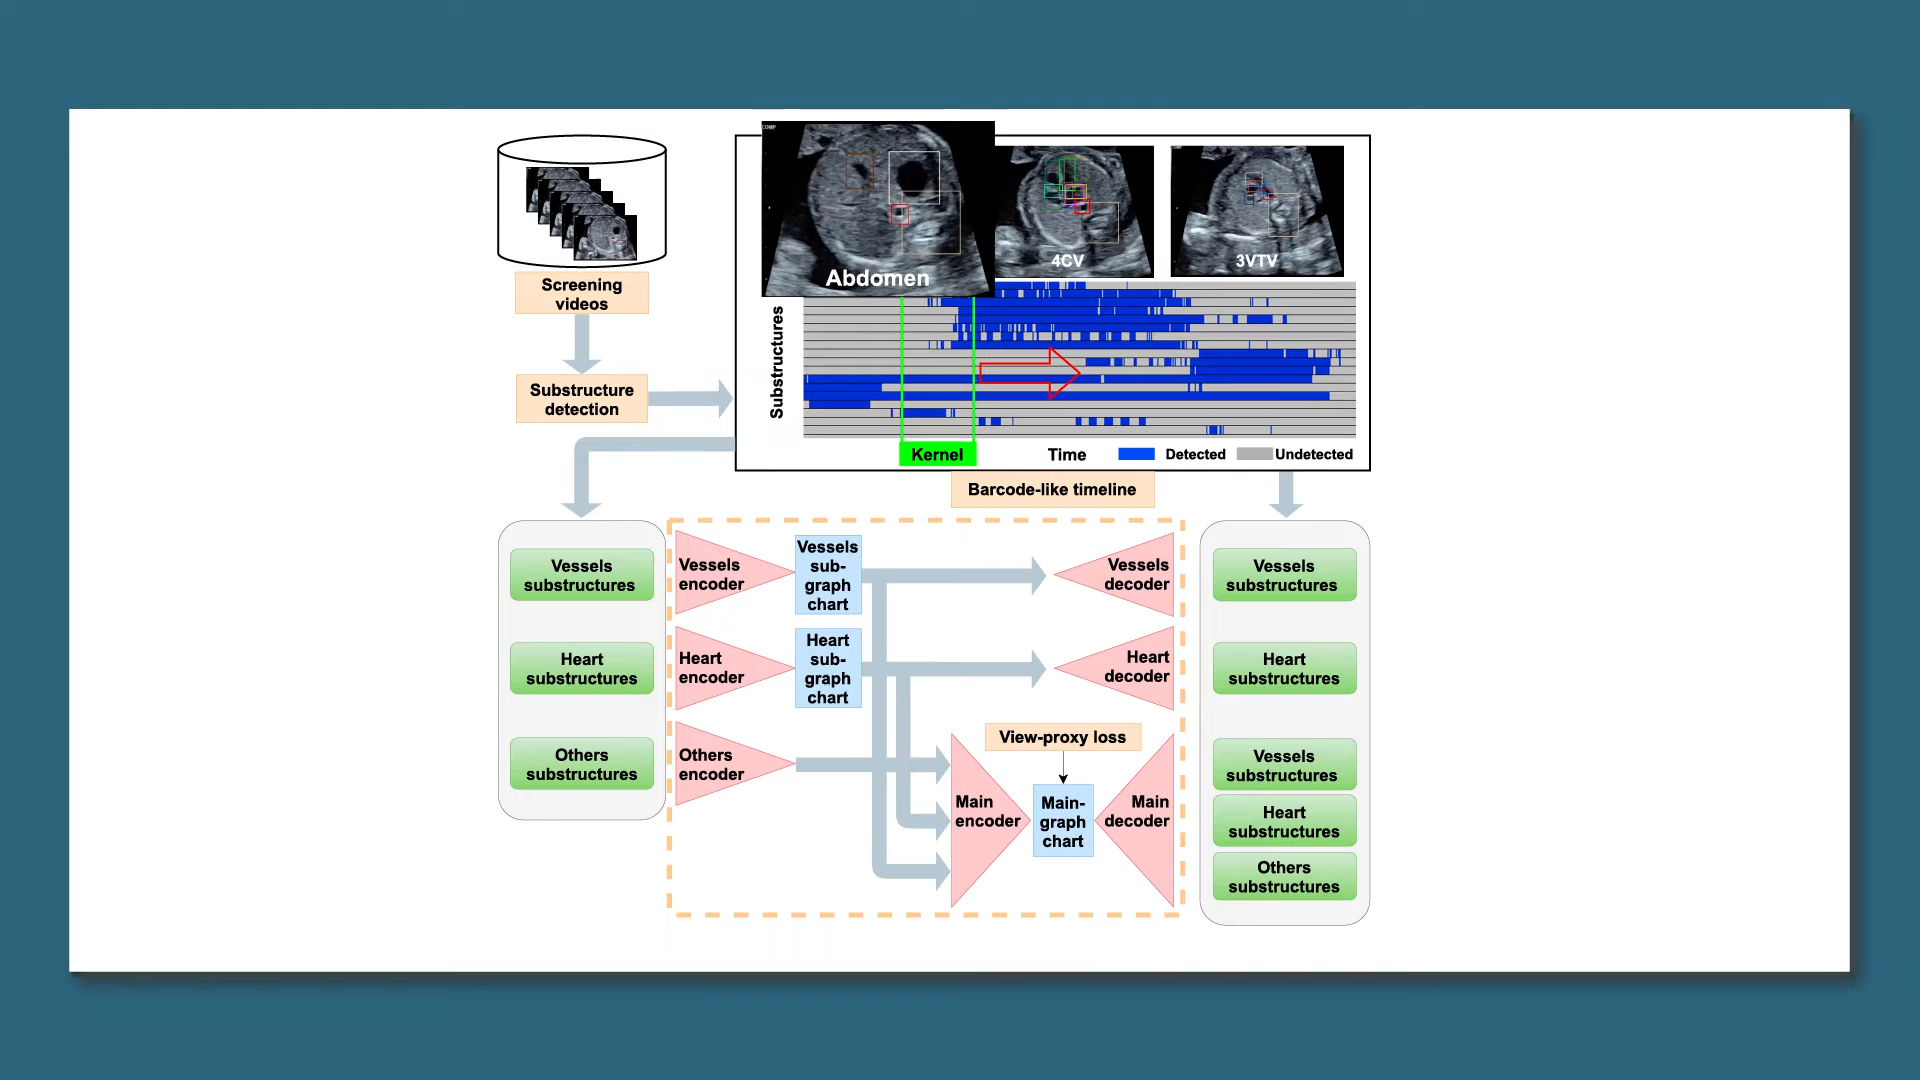 COMP
Abdomen
4CV
3VTV
Screening
videos
Substructure
detection
Substructures
Kernel
Time
Detected
Undetected
Barcode-like timeline
Vessels
substructures
Heart
substructures
Others
substructures
Vessels
encoder
Heart
encoder
Others
encoder
Vessels
sub-
graph
chart
Heart
sub-
graph
chart
Vessels
decoder
Heart
decoder
View-proxy loss
Main
encoder
Main-
graph
chart
Main
decoder
Vessels
substructures
Heart
substructures
Vessels
substructures
Heart
substructures
Others
substructures